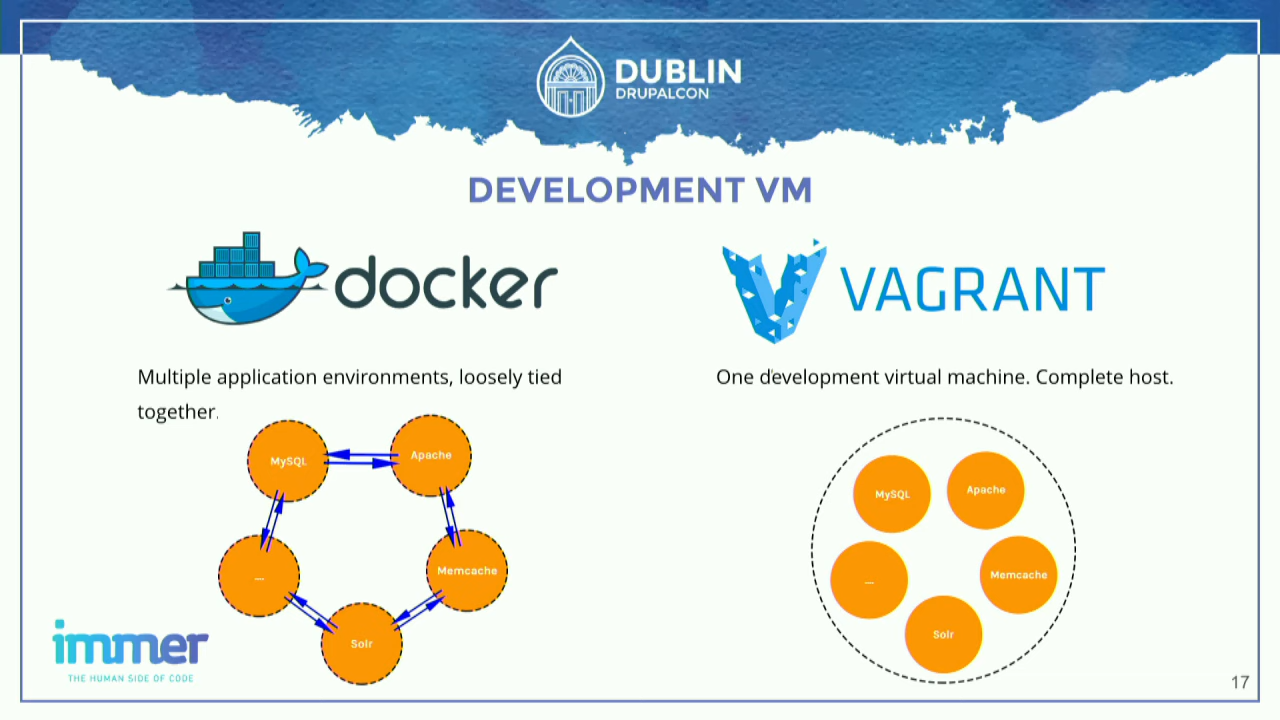 DUBLIN
DRUPALCON
DEVELOPMENT VM
docker
VAGRANT
Multiple application environments, loosely tied
together.
One development virtual machine. Complete host.
MySQL
Apache
Memcache
Solr
....
MySQL
Apache
Memcache
Solr
....
immer
THE HUMAN SIDE OF CODE
17